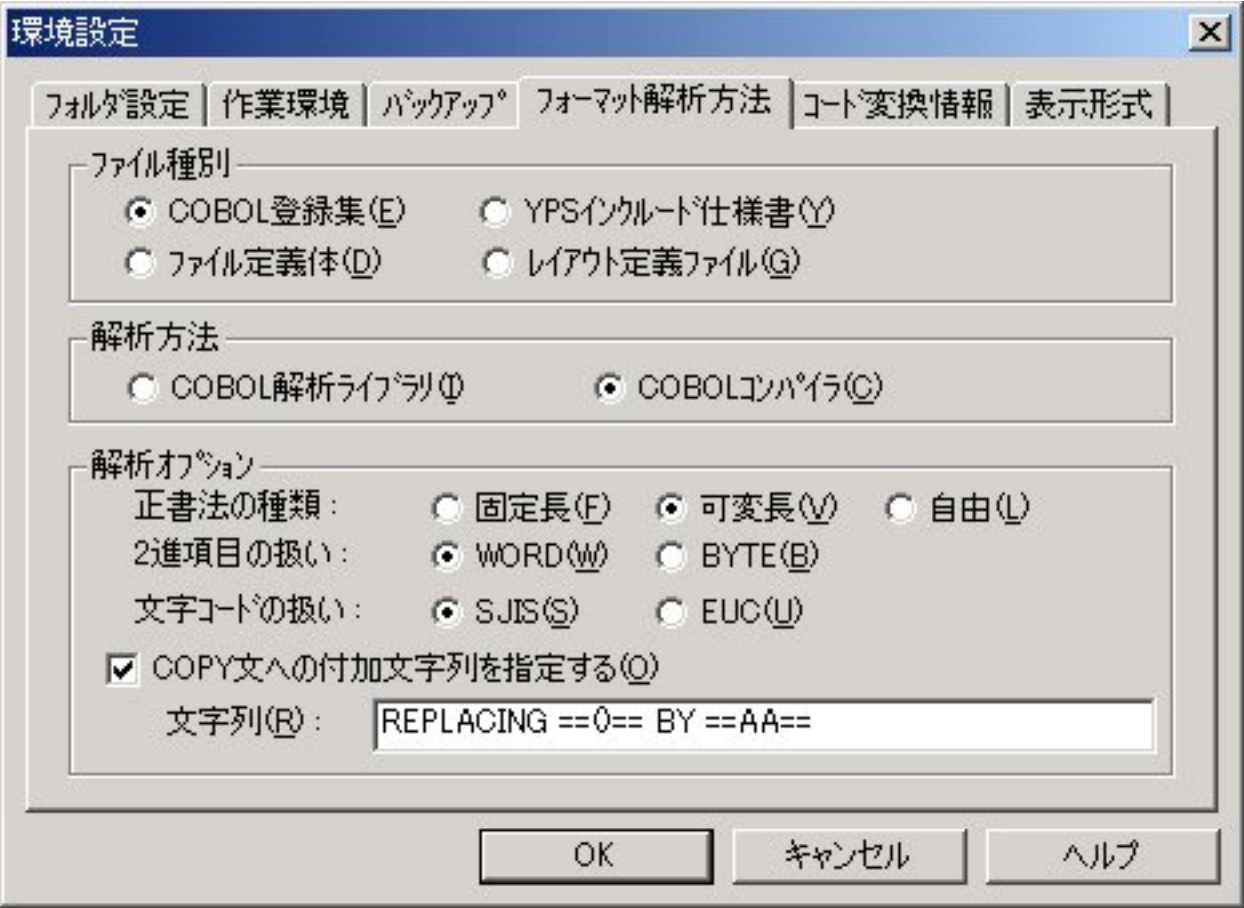 環境設定
フォルダ設定 作業環境 バックアップ フォーマット解析方法 コード変換情報 表示形式
ファイル種別
COBOL登録集(E) YPSインクルード仕様書(Y)
ファイル定義体(D) レイアウト定義ファイル(G)
解析方法
COBOL解析ライブラリ(I) COBOLコンパイラ(C)
解析オプション
正書法の種類: 固定長(F) 可変長(V) 自由(L)
2進項目の扱い: WORD(W) BYTE(B)
文字コードの扱い: SJIS(S) EUC(U)
COPY文への付加文字列を指定する(O)
文字列(R): REPLACING ==()== BY ==AA==
OK キャンセル ヘルプ